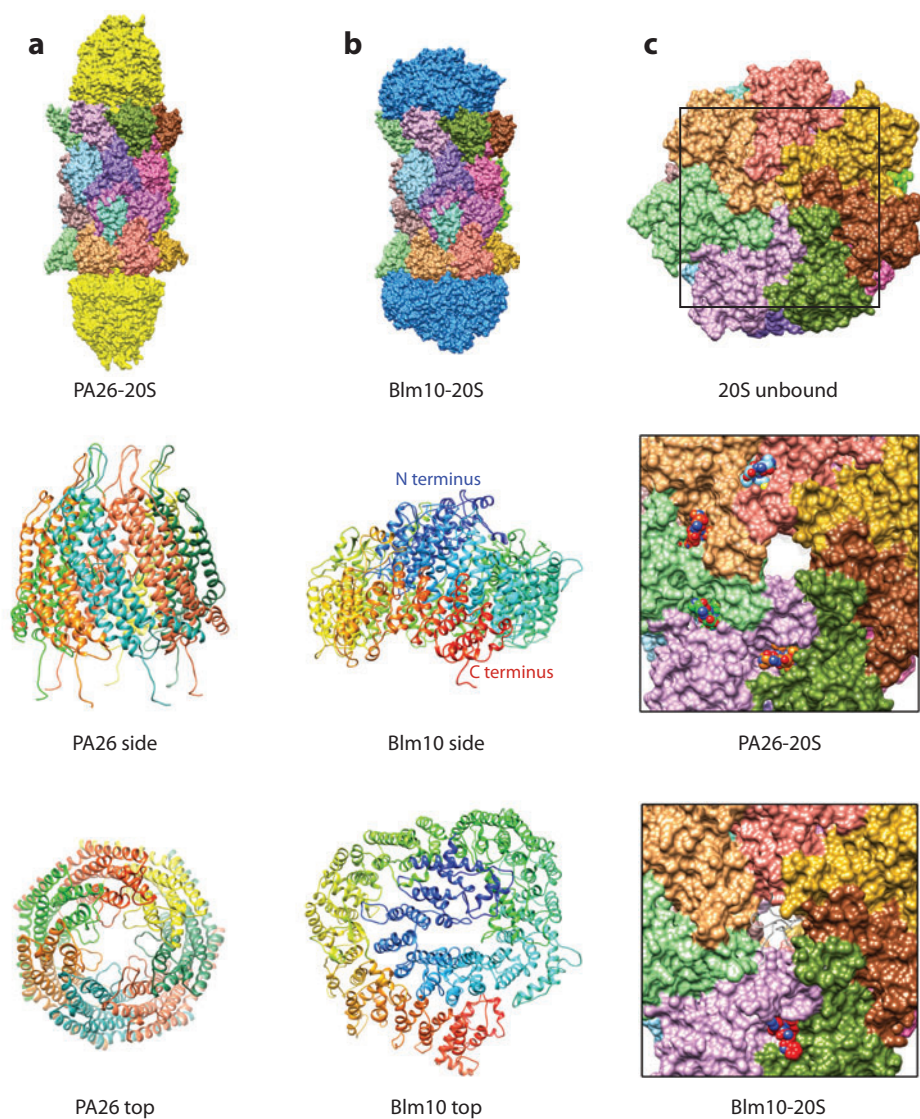 a
b
c
PA26-20S
Blm10-20S
20S unbound
N terminus
C terminus
PA26 side
Blm10 side
PA26-20S
PA26 top
Blm10 top
Blm10-20S